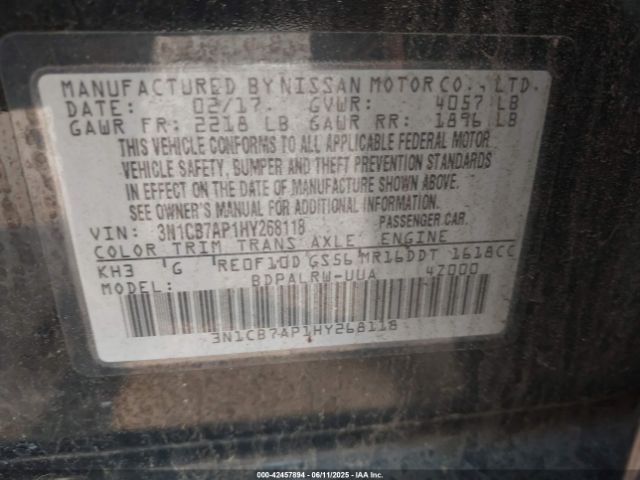 MANUFACTURED BY NISSAN MOTOR CO., LTD.
DATE: 02/17 GVWR: 4057 LB
GAWR FR: 2218 LB GAWR RR: 1896 LB
THIS VEHICLE CONFORMS TO ALL APPLICABLE FEDERAL MOTOR
VEHICLE SAFETY, BUMPER AND THEFT PREVENTION STANDARDS
IN EFFECT ON THE DATE OF MANUFACTURE SHOWN ABOVE.
SEE OWNER'S MANUAL FOR ADDITIONAL INFORMATION.
VIN: 3N1CB7AP1HY268118 PASSENGER CAR
COLOR TRIM TRANS AXLE ENGINE
KH3 G RE0F10D GS56 MR16DDT 1618CC
MODEL: BDPALRW-UUA 4Z000
3N1CB7AP1HY268118
000-42457894 - 06/11/2025 - IAA Inc.